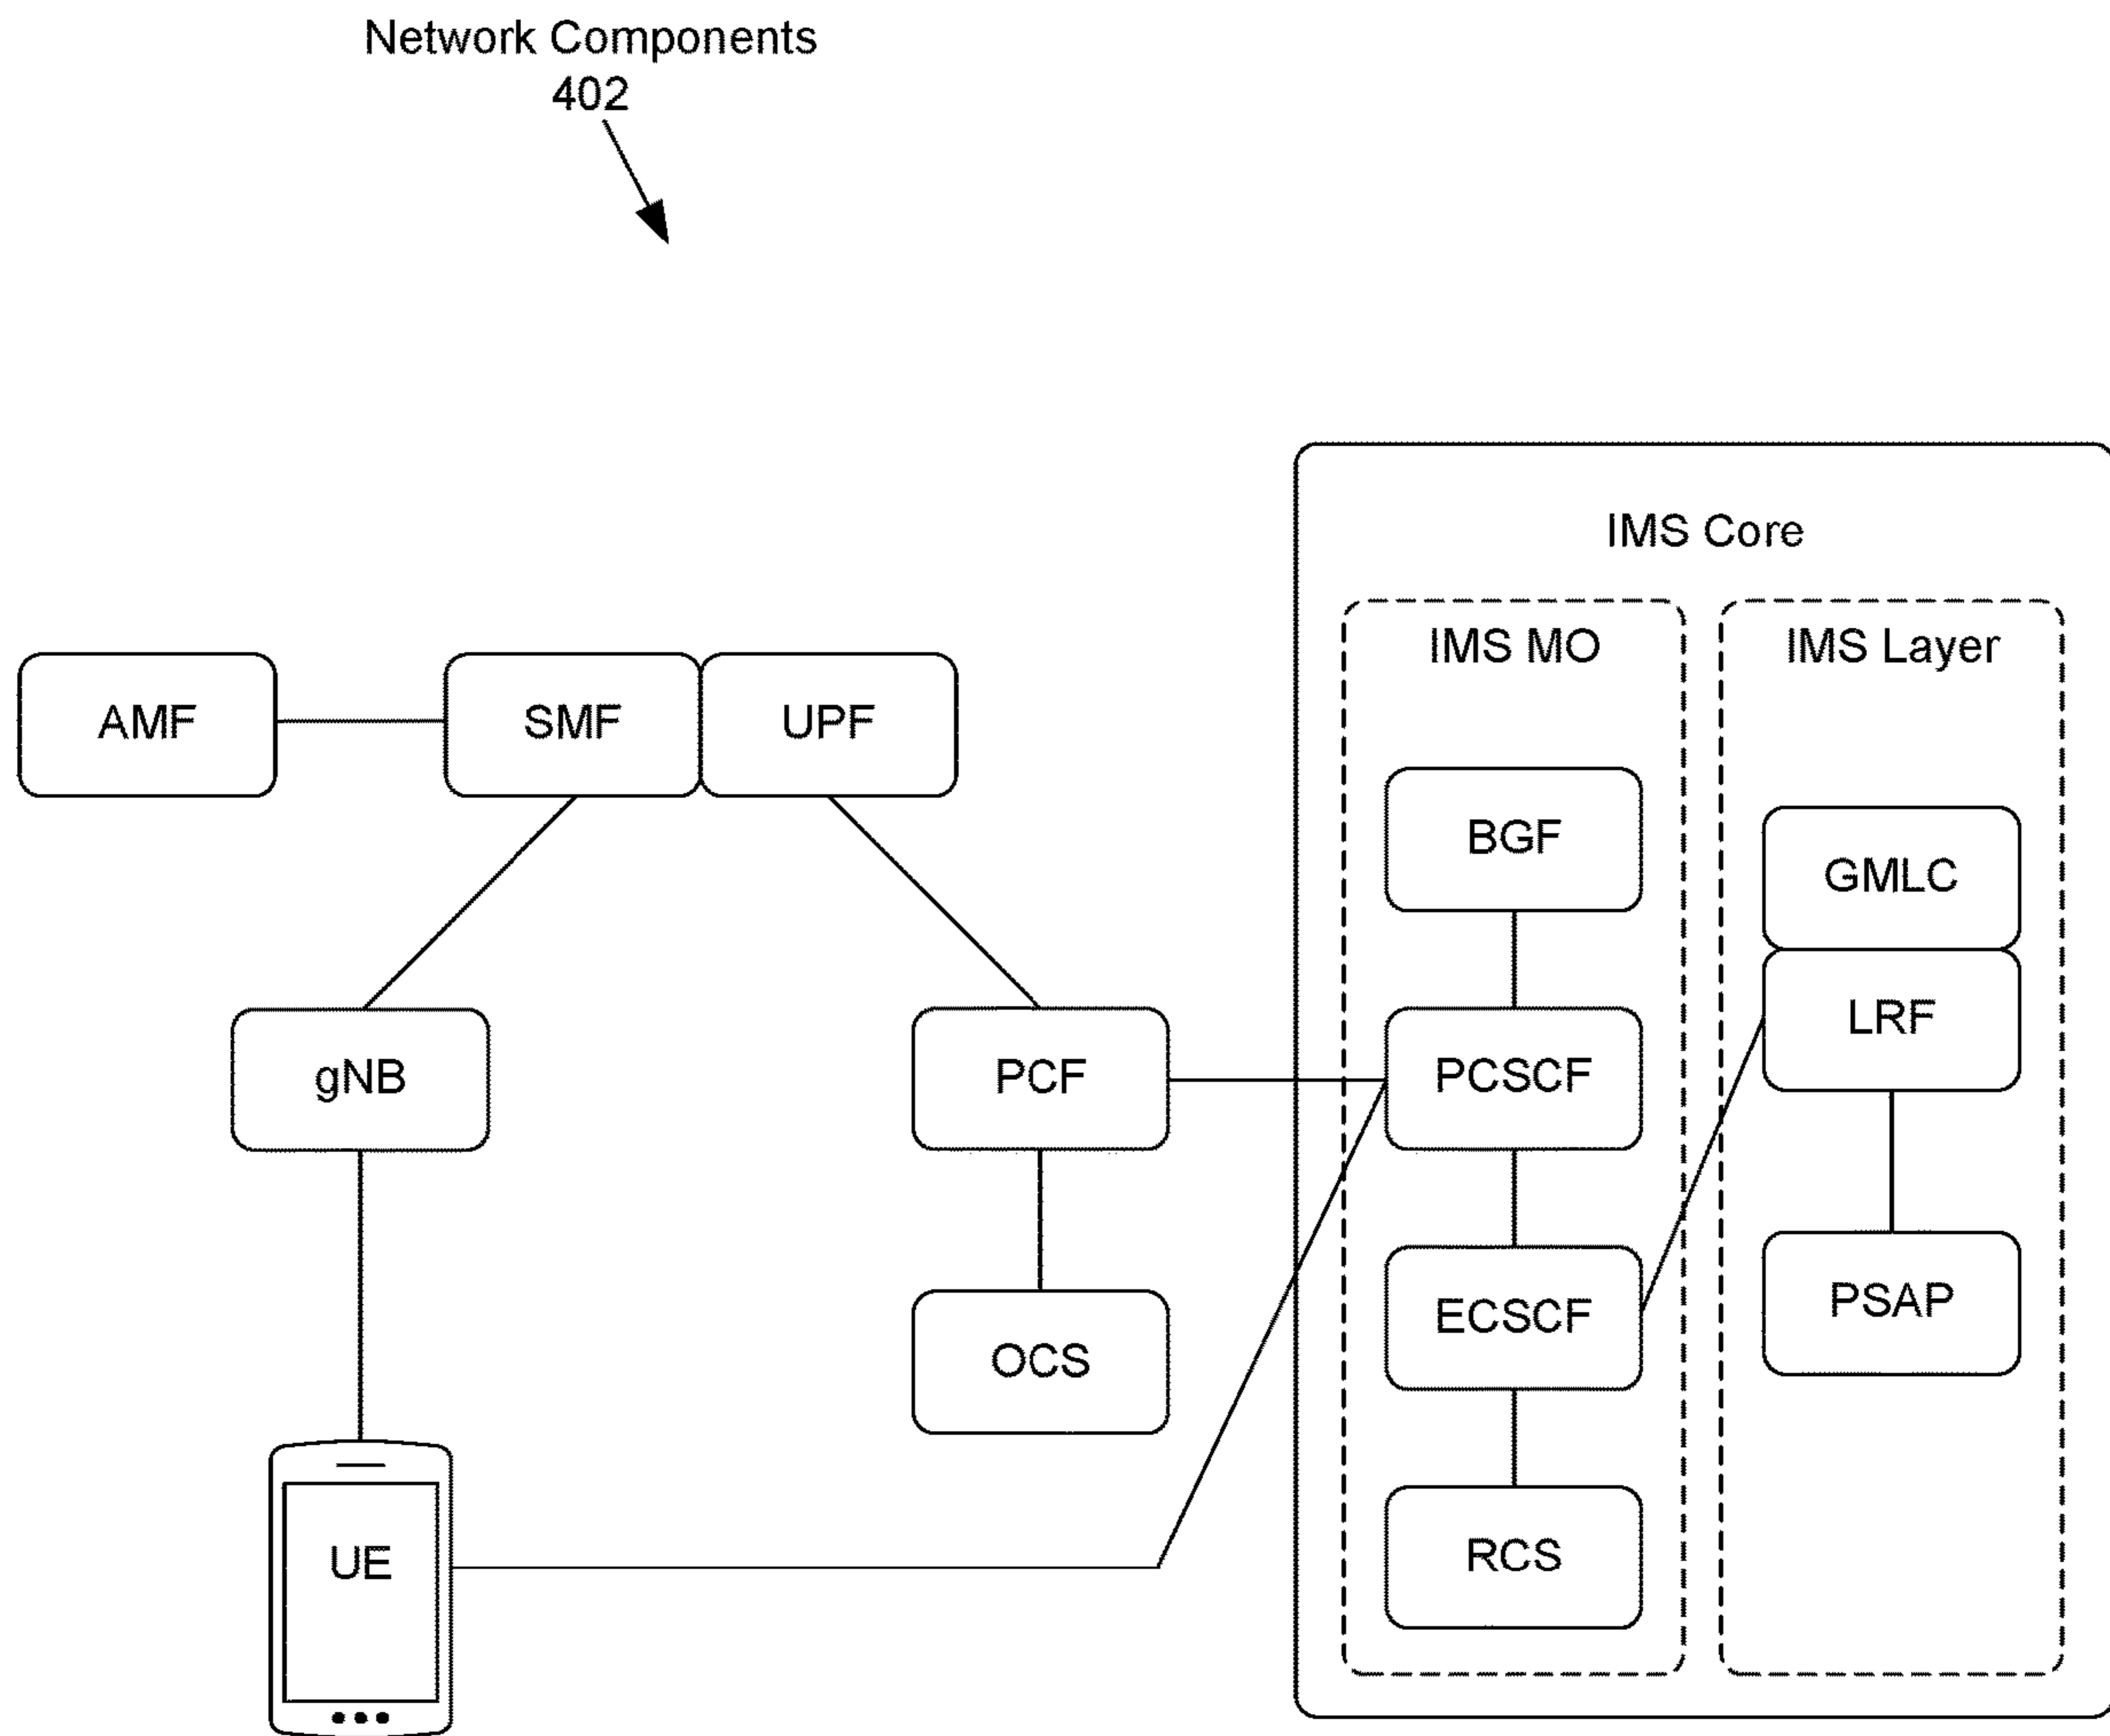 Network Components
402
IMS Core
IMS MO
IMS Layer
AMF
SMF
UPF
BGF
GMLC
LRF
gNB
PCF
PCSCF
ECSCF
PSAP
OCS
RCS
UE